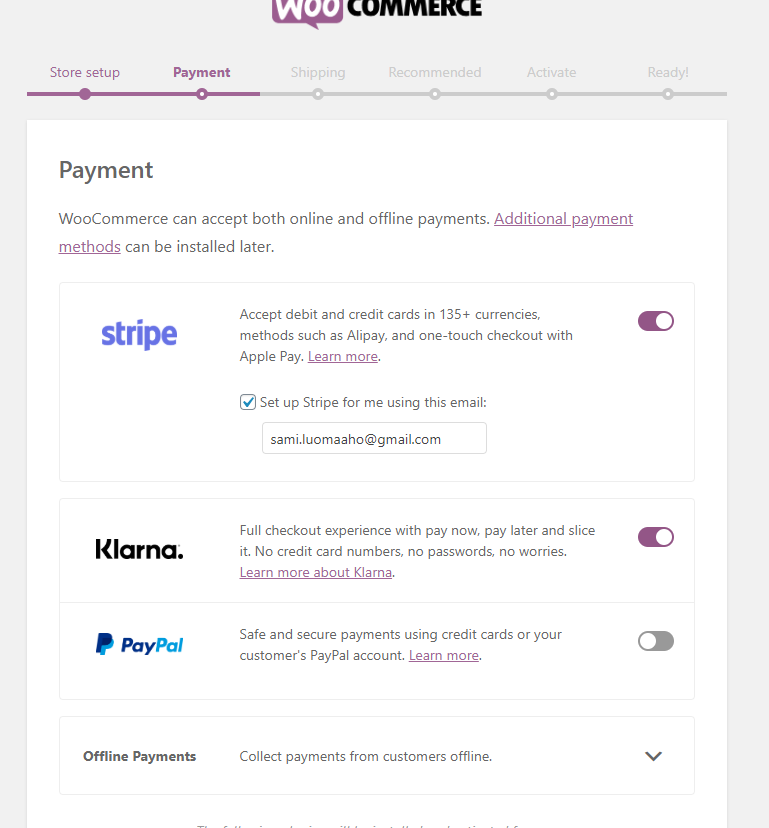 WOO COMMERCE
Store setup Payment Shipping Recommended Activate Ready!
Payment
WooCommerce can accept both online and offline payments. Additional payment
methods can be installed later.
stripe
Accept debit and credit cards in 135+ currencies,
methods such as Alipay, and one-touch checkout with
Apple Pay. Learn more.
Set up Stripe for me using this email:
sami.luomaaho@gmail.com
Klarna.
Full checkout experience with pay now, pay later and slice
it. No credit card numbers, no passwords, no worries.
Learn more about Klarna.
PayPal
Safe and secure payments using credit cards or your
customer's PayPal account. Learn more.
Offline Payments Collect payments from customers offline.